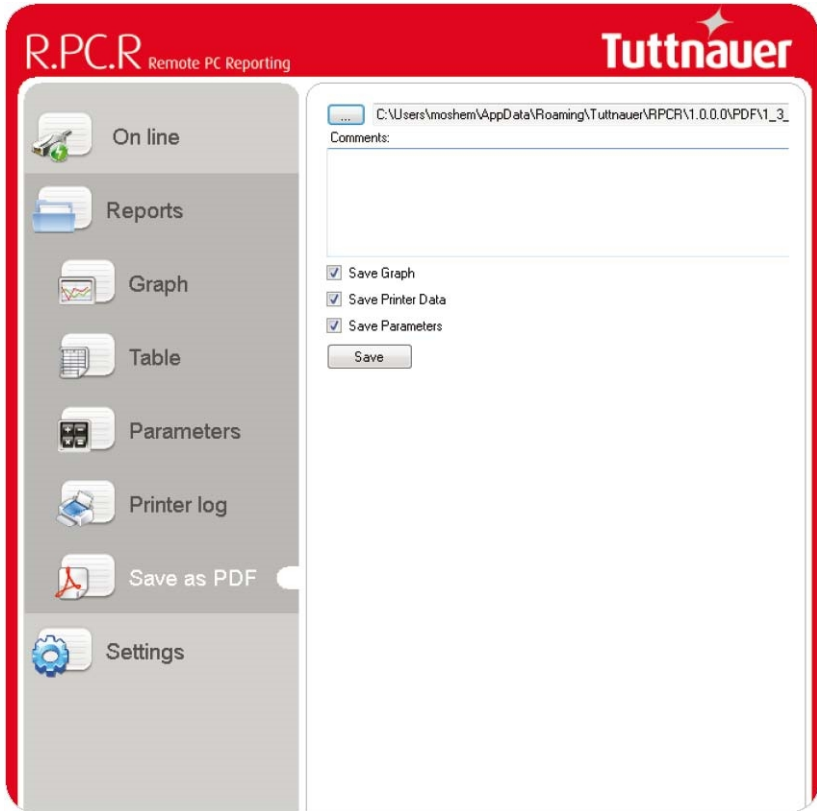 R.PC.R Remote PC Reporting
Tuttnauer
On line
Reports
Graph
Table
Parameters
Printer log
Save as PDF
Settings
... C:\Users\moshem\AppData\Roaming\Tuttnauer\RPCR\1.0.0.0\PDF\1_3_
Comments:
Save Graph
Save Printer Data
Save Parameters
Save